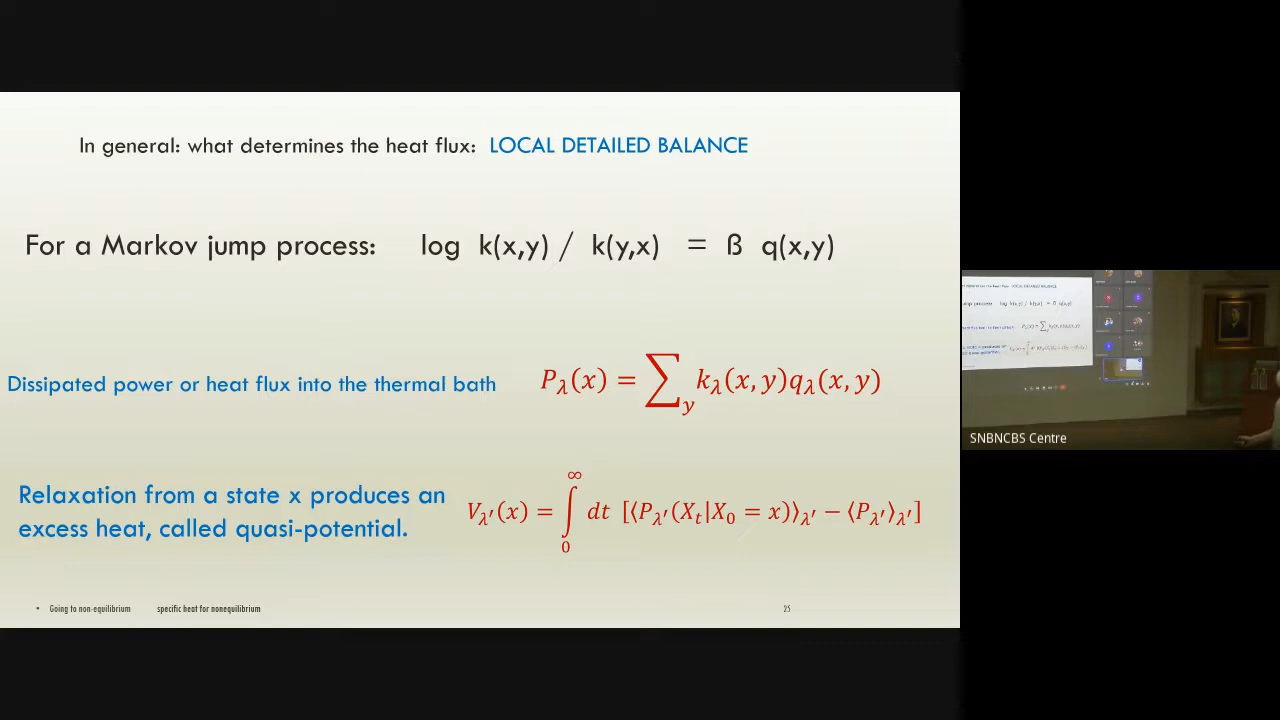 In general: what determines the heat flux: LOCAL DETAILED BALANCE
For a Markov jump process: log k(x,y) / k(y,x) = ß q(x,y)
Dissipated power or heat flux into the thermal bath P_λ(x) = ∑_y k_λ(x, y)q_λ(x, y)
Relaxation from a state x produces an
excess heat, called quasi-potential.
V_λ′(x) = ∫_0^∞ dt [⟨P_λ′(X_t|X_0 = x)⟩_λ′ − ⟨P_λ′⟩_λ′]
• Going to non-equilibrium specific heat for nonequilibrium 25
SNBNCBS Centre